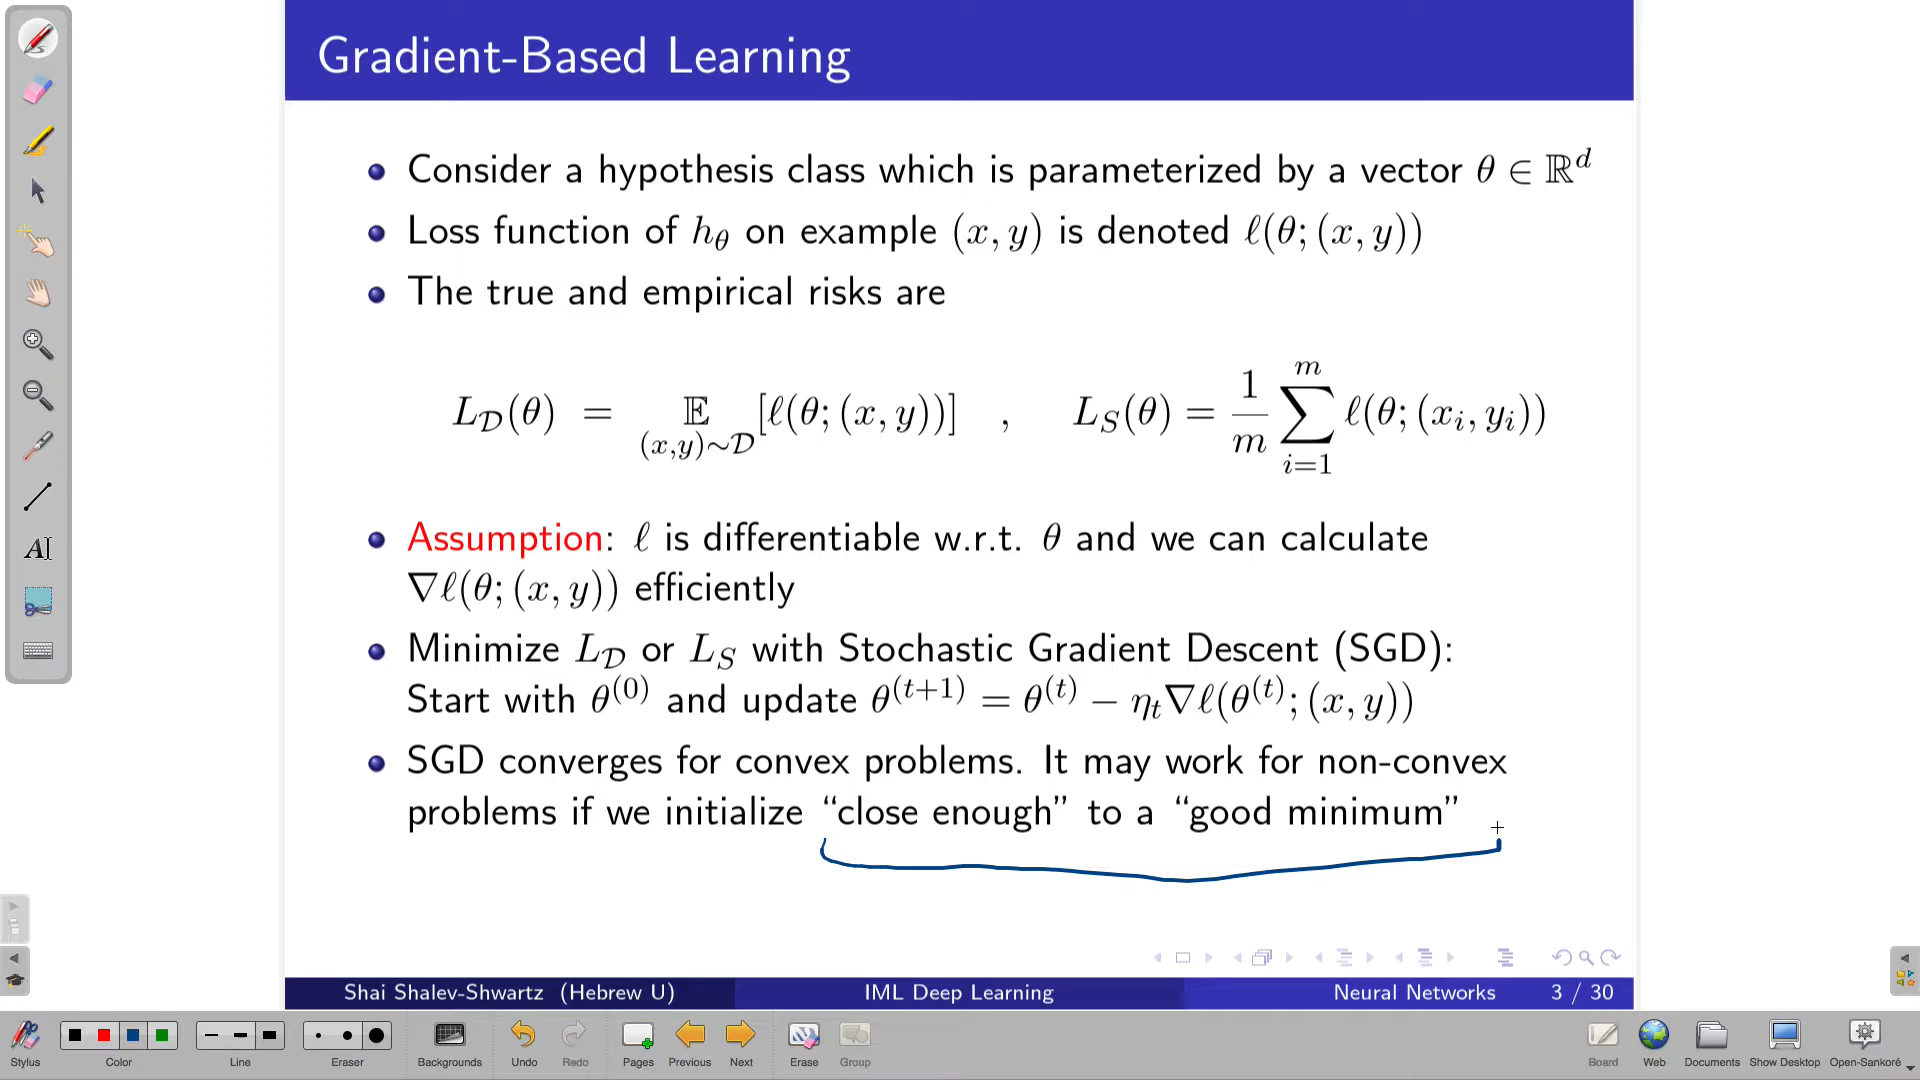 Gradient-Based Learning
Consider a hypothesis class which is parameterized by a vector θ ∈ ℝ^d
Loss function of h_θ on example (x, y) is denoted ℓ(θ; (x, y))
The true and empirical risks are
L_𝒟(θ) = 𝔼_{(x,y)∼𝒟} [ℓ(θ; (x, y))] , L_S(θ) = 1/m ∑_{i=1}^{m} ℓ(θ; (x_i, y_i))
Assumption: ℓ is differentiable w.r.t. θ and we can calculate
∇ℓ(θ; (x, y)) efficiently
Minimize L_𝒟 or L_S with Stochastic Gradient Descent (SGD):
Start with θ^(0) and update θ^(t+1) = θ^(t) − η_t∇ℓ(θ^(t); (x, y))
SGD converges for convex problems. It may work for non-convex
problems if we initialize “close enough” to a “good minimum”
Shai Shalev-Shwartz (Hebrew U) IML Deep Learning Neural Networks 3 / 30
Stylus Color Line Eraser Backgrounds Undo Redo Pages Previous Next Erase Group Board Web Documents Show Desktop Open-Sankoré